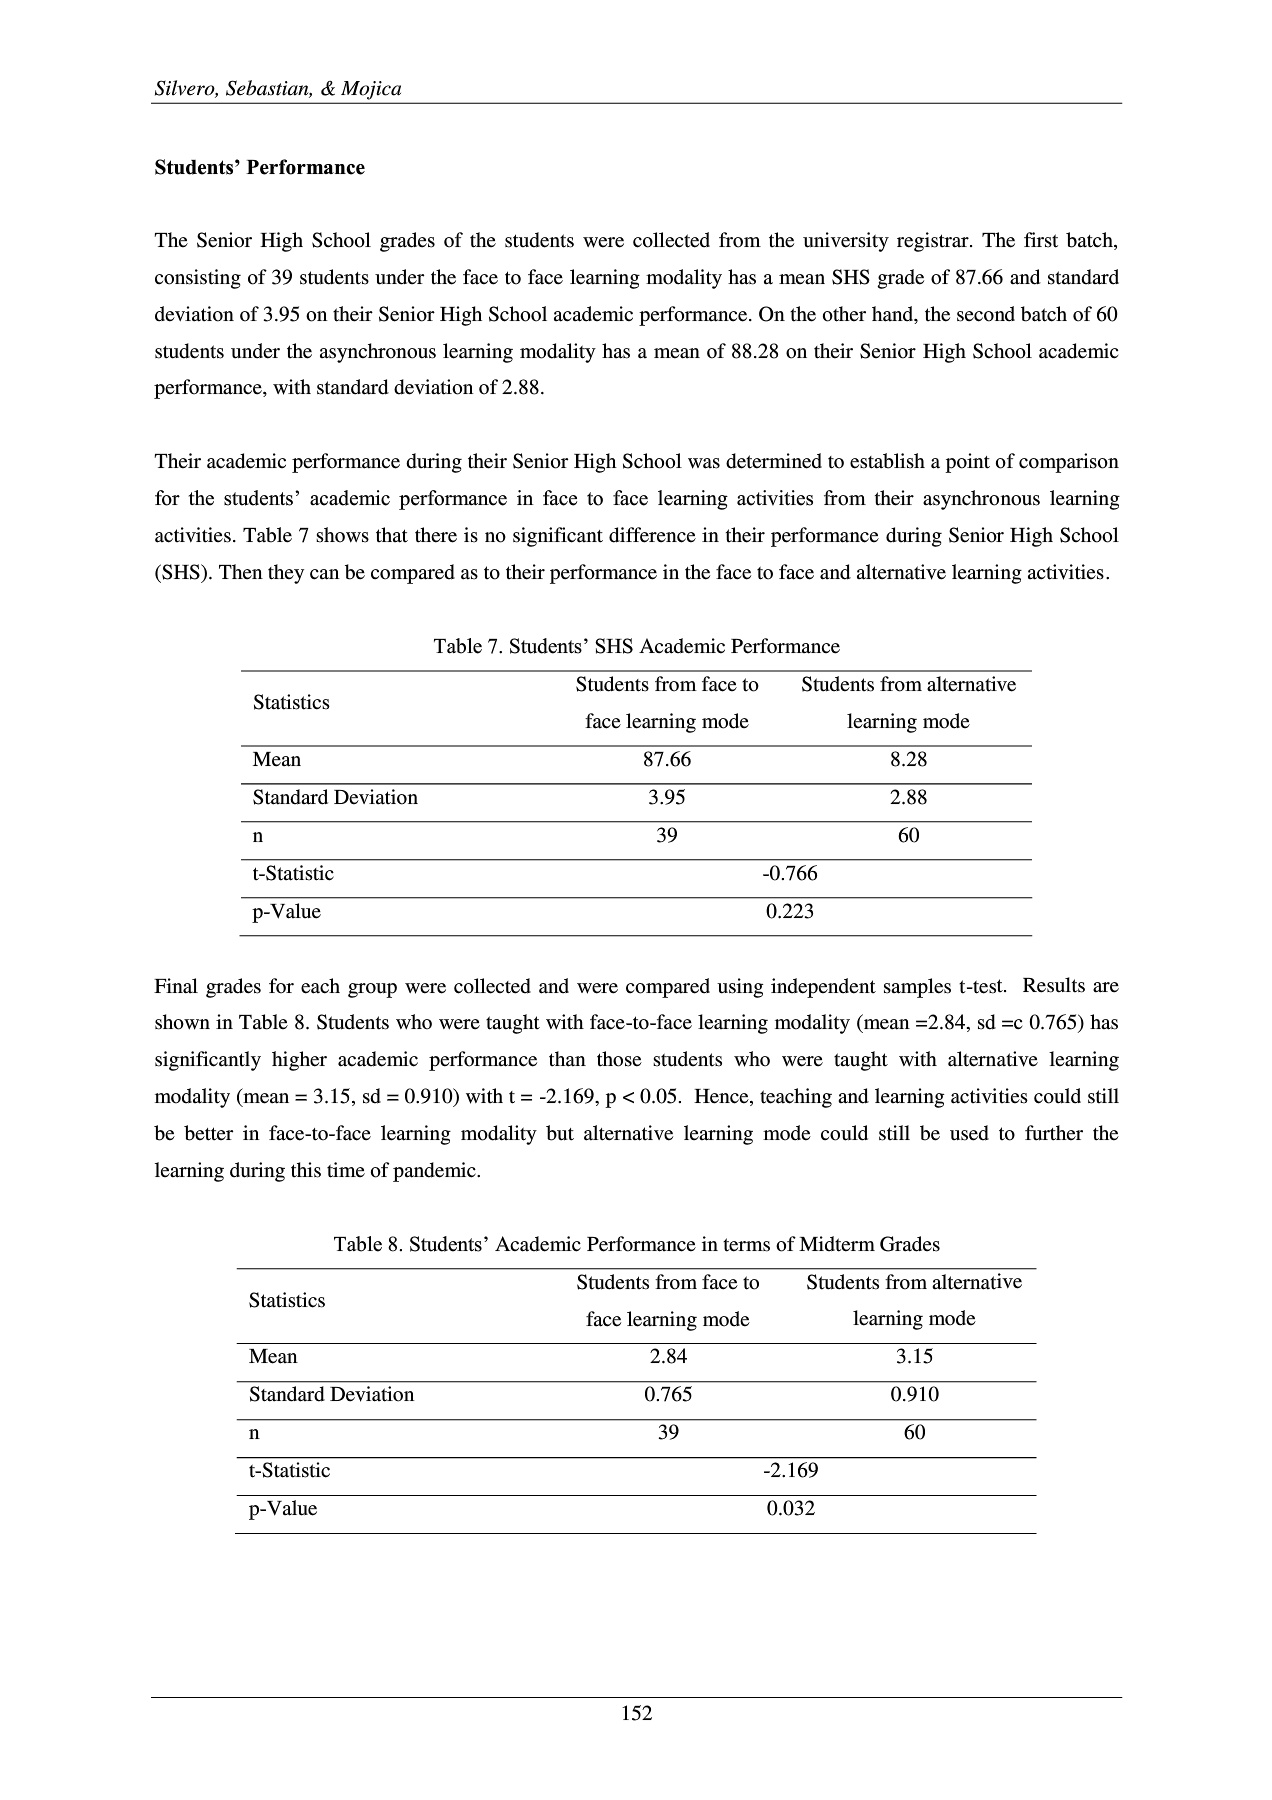 Silvero, Sebastian, & Mojica
Students’ Performance
The Senior High School grades of the students were collected from the university registrar. The first batch,
consisting of 39 students under the face to face learning modality has a mean SHS grade of 87.66 and standard
deviation of 3.95 on their Senior High School academic performance. On the other hand, the second batch of 60
students under the asynchronous learning modality has a mean of 88.28 on their Senior High School academic
performance, with standard deviation of 2.88.
Their academic performance during their Senior High School was determined to establish a point of comparison
for the students’ academic performance in face to face learning activities from their asynchronous learning
activities. Table 7 shows that there is no significant difference in their performance during Senior High School
(SHS). Then they can be compared as to their performance in the face to face and alternative learning activities.
Table 7. Students’ SHS Academic Performance
Statistics
Students from face to
face learning mode
Students from alternative
learning mode
Mean 87.66 8.28
Standard Deviation 3.95 2.88
n 39 60
t-Statistic -0.766
p-Value 0.223
Final grades for each group were collected and were compared using independent samples t-test. Results are
shown in Table 8. Students who were taught with face-to-face learning modality (mean =2.84, sd =c 0.765) has
significantly higher academic performance than those students who were taught with alternative learning
modality (mean = 3.15, sd = 0.910) with t = -2.169, p < 0.05. Hence, teaching and learning activities could still
be better in face-to-face learning modality but alternative learning mode could still be used to further the
learning during this time of pandemic.
Table 8. Students’ Academic Performance in terms of Midterm Grades
Statistics
Students from face to
face learning mode
Students from alternative
learning mode
Mean 2.84 3.15
Standard Deviation 0.765 0.910
n 39 60
t-Statistic -2.169
p-Value 0.032
152